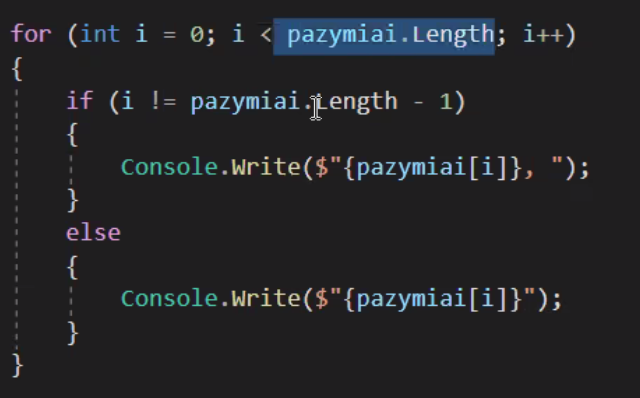 for (int i = 0; i < pazymiai.Length; i++)
{
    if (i != pazymiai.Length - 1)
    {
        Console.Write($"{pazymiai[i]}, ");
    }
    else
    {
        Console.Write($"{pazymiai[i]}");
    }
}